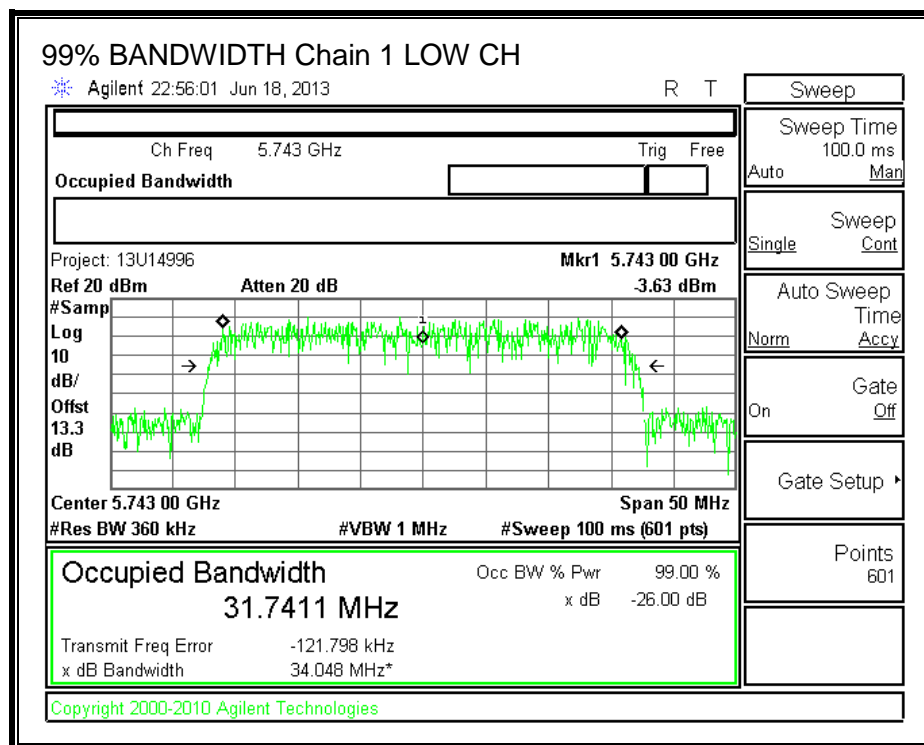 99% BANDWIDTH Chain 1 LOW CH
Agilent 22:56:01 Jun 18, 2013 R T
Ch Freq 5.743 GHz Trig Free
Occupied Bandwidth
Project: 13U14996 Mkr1 5.743 00 GHz
Ref 20 dBm Atten 20 dB -3.63 dBm
#Samp
Log
10
dB/
Offst
13.3
dB
1
Center 5.743 00 GHz Span 50 MHz
#Res BW 360 kHz #VBW 1 MHz #Sweep 100 ms (601 pts)
Occupied Bandwidth Occ BW % Pwr 99.00 %
31.7411 MHz x dB -26.00 dB
Transmit Freq Error -121.798 kHz
x dB Bandwidth 34.048 MHz*
Copyright 2000-2010 Agilent Technologies
Sweep
Sweep Time
100.0 ms
Auto Man
Sweep
Single Cont
Auto Sweep
Time
Norm Accy
Gate
On Off
Gate Setup
Points
601